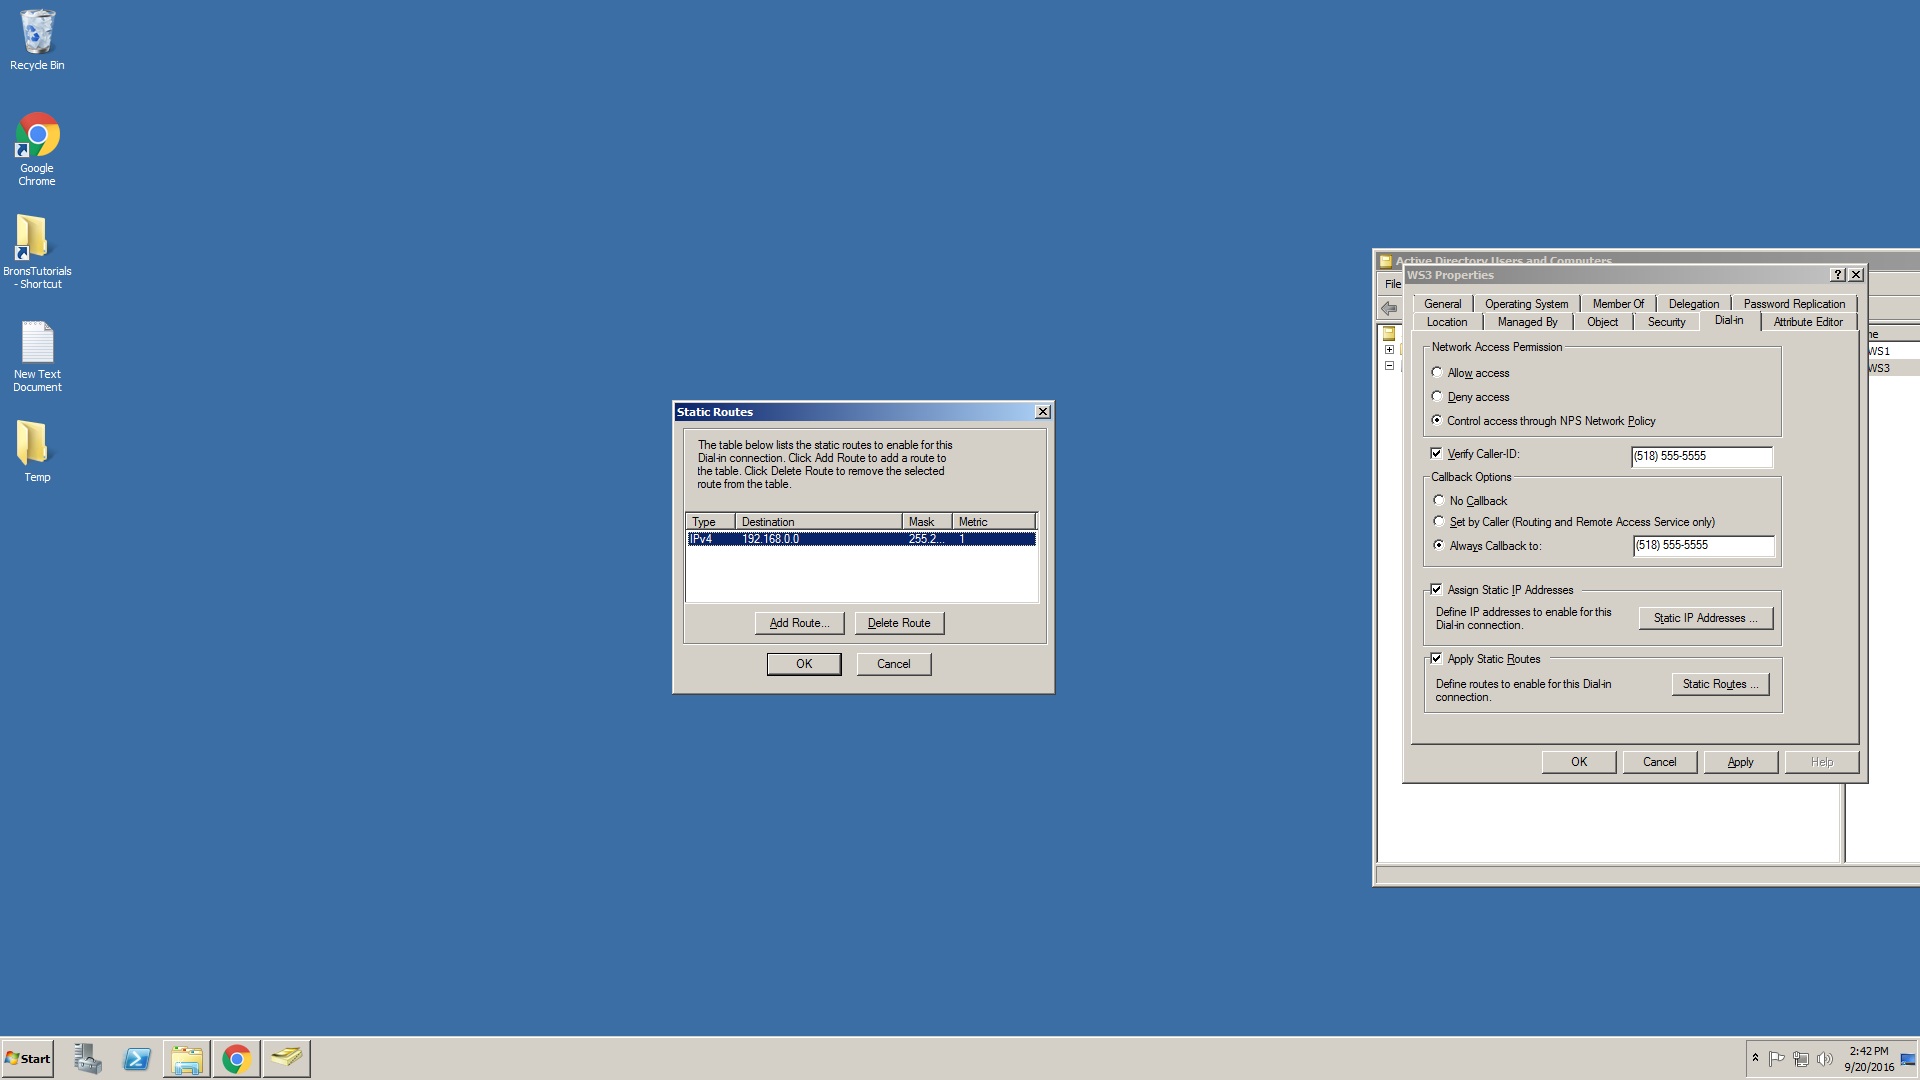 Recycle Bin
Google
Chrome
BronsTutorials
- Shortcut
New Text
Document
Temp
Static Routes
The table below lists the static routes to enable for this
Dial-in connection. Click Add Route to add a route to
the table. Click Delete Route to remove the selected
route from the table.
Type Destination Mask Metric
IPv4 192.168.0.0 255.2... 1
Add Route... Delete Route
OK Cancel
Active Directory Users and Computers
File
WS3 Properties
General Operating System Member Of Delegation Password Replication
Location Managed By Object Security Dial-in Attribute Editor
WS1
WS3
Network Access Permission
Allow access
Deny access
Control access through NPS Network Policy
Verify Caller-ID: (518) 555-5555
Callback Options
No Callback
Set by Caller (Routing and Remote Access Service only)
Always Callback to: (518) 555-5555
Assign Static IP Addresses
Define IP addresses to enable for this
Dial-in connection.
Static IP Addresses ...
Apply Static Routes
Define routes to enable for this Dial-in
connection.
Static Routes ...
OK Cancel Apply Help
Start
2:42 PM
9/20/2016